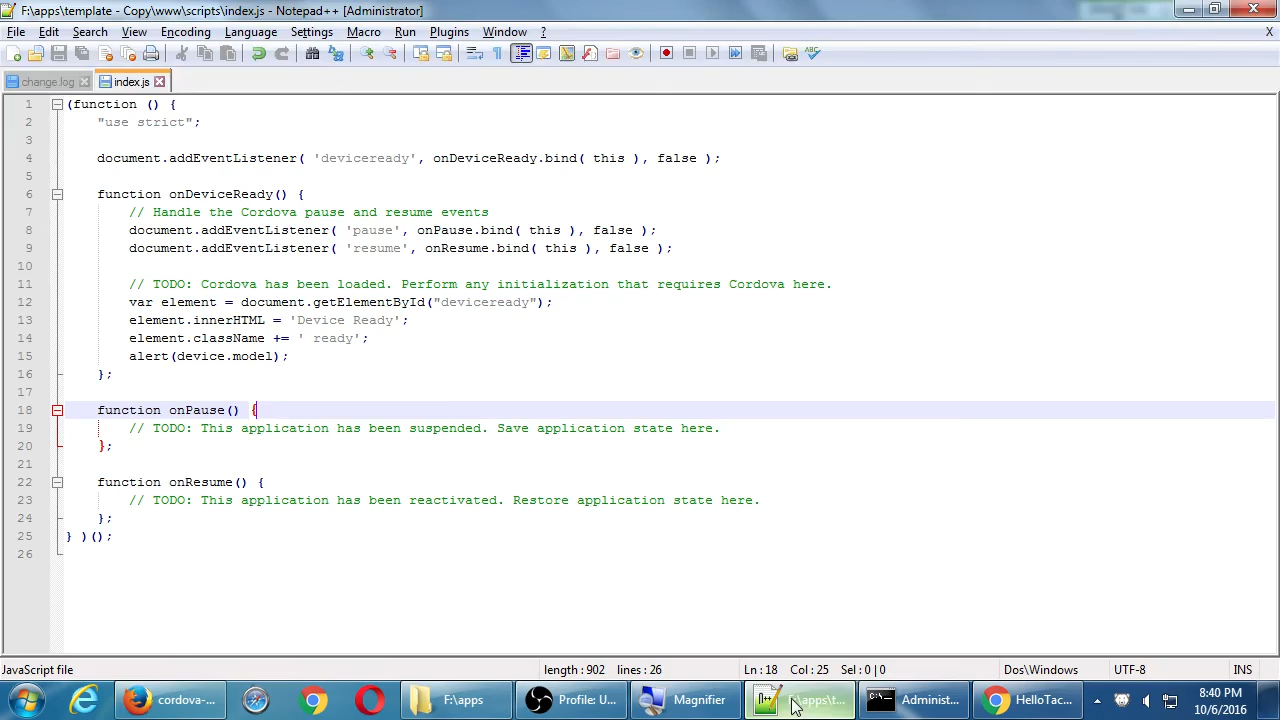 F:\apps\template - Copy\www\scripts\index.js - Notepad++ [Administrator]
File Edit Search View Encoding Language Settings Macro Run Plugins Window ? X
change.log index.js
1 (function () {
2 "use strict";
3
4 document.addEventListener( 'deviceready', onDeviceReady.bind( this ), false );
5
6 function onDeviceReady() {
7 // Handle the Cordova pause and resume events
8 document.addEventListener( 'pause', onPause.bind( this ), false );
9 document.addEventListener( 'resume', onResume.bind( this ), false );
10
11 // TODO: Cordova has been loaded. Perform any initialization that requires Cordova here.
12 var element = document.getElementById("deviceready");
13 element.innerHTML = 'Device Ready';
14 element.className += ' ready';
15 alert(device.model);
16 };
17
18 function onPause() {
19 // TODO: This application has been suspended. Save application state here.
20 };
21
22 function onResume() {
23 // TODO: This application has been reactivated. Restore application state here.
24 };
25 } )();
26
JavaScript file length : 902 lines : 26 Ln : 18 Col : 25 Sel : 0 | 0 Dos\Windows UTF-8 INS
cordova-... F:\apps Profile: U... Magnifier F:\apps\t... Administ... HelloTac... 8:40 PM
10/6/2016